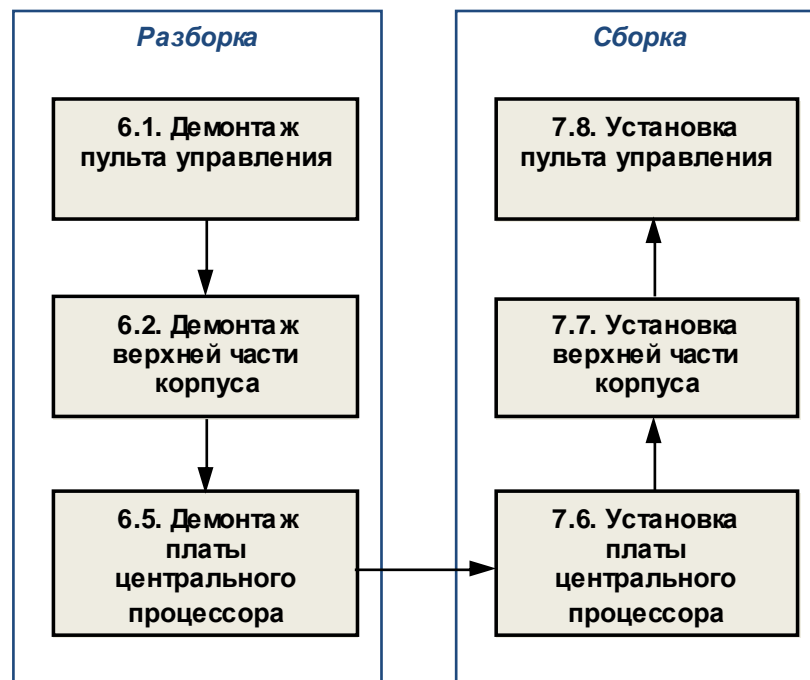 Разборка
6.1. Демонтаж
пульта управления
6.2. Демонтаж
верхней части
корпуса
6.5. Демонтаж
платы
центрального
процессора
Сборка
7.8. Установка
пульта управления
7.7. Установка
верхней части
корпуса
7.6. Установка
платы
центрального
процессора